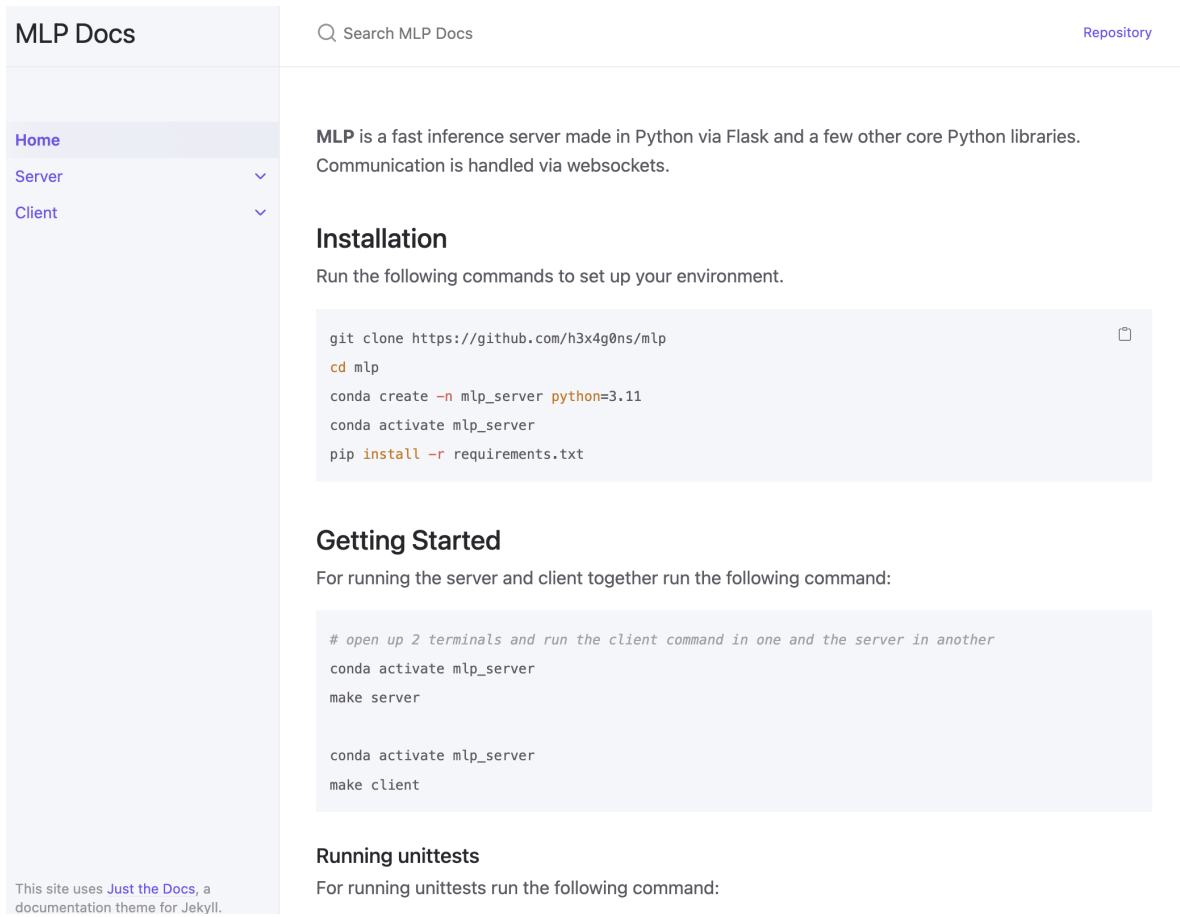 MLP Docs
Search MLP Docs
Repository
Home
Server
Client
MLP is a fast inference server made in Python via Flask and a few other core Python libraries.
Communication is handled via websockets.
Installation
Run the following commands to set up your environment.
git clone https://github.com/h3x4g0ns/mlp
cd mlp
conda create -n mlp_server python=3.11
conda activate mlp_server
pip install -r requirements.txt
Getting Started
For running the server and client together run the following command:
# open up 2 terminals and run the client command in one and the server in another
conda activate mlp_server
make server
conda activate mlp_server
make client
Running unittests
For running unittests run the following command:
This site uses Just the Docs, a
documentation theme for Jekyll.